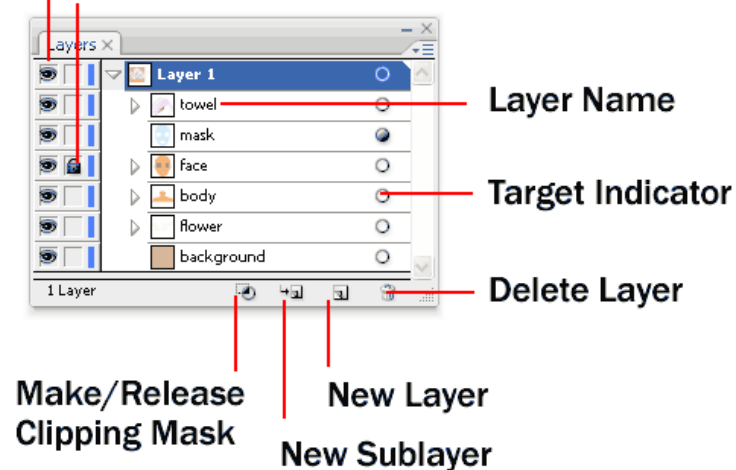 Layers
Layer 1
towel
Layer Name
mask
face
body
Target Indicator
flower
background
1 Layer
Delete Layer
Make/Release
Clipping Mask
New Layer
New Sublayer